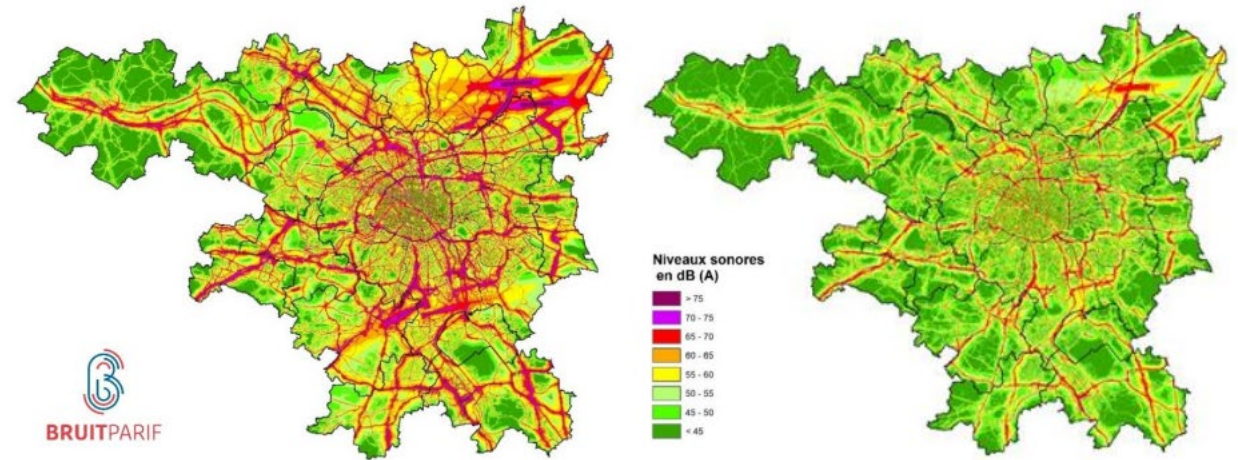 Niveaux sonores
en dB (A)
> 75
70 - 75
65 - 70
60 - 65
55 - 60
50 - 55
45 - 50
< 45
BRUITPARIF